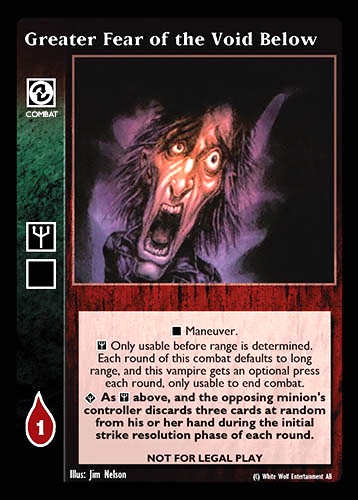 Greater Fear of the Void Below
COMBAT
Maneuver.
Only usable before range is determined.
Each round of this combat defaults to long
range, and this vampire gets an optional press
each round, only usable to end combat.
As above, and the opposing minion's
controller discards three cards at random
from his or her hand during the initial
strike resolution phase of each round.
NOT FOR LEGAL PLAY
1
Illus: Jim Nelson
(C) White Wolf Entertainment AB